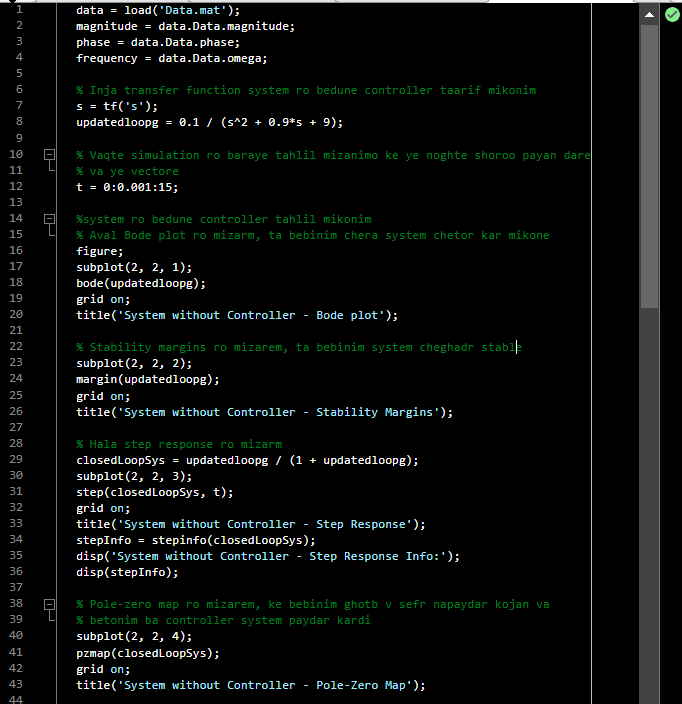 1 data = load('Data.mat');
2 magnitude = data.Data.magnitude;
3 phase = data.Data.phase;
4 frequency = data.Data.omega;
5
6 % Inja transfer function system ro bedune controller taarif mikonim
7 s = tf('s');
8 updatedloopg = 0.1 / (s^2 + 0.9*s + 9);
9
10 % Vaqte simulation ro baraye tahlil mizanimo ke ye noghte shoroo payan dare
11 % va ye vectore
12 t = 0:0.001:15;
13
14 %system ro bedune controller tahlil mikonim
15 % Aval Bode plot ro mizarm, ta bebinim chera system chetor kar mikone
16 figure;
17 subplot(2, 2, 1);
18 bode(updatedloopg);
19 grid on;
20 title('System without Controller - Bode plot');
21
22 % Stability margins ro mizarem, ta bebinim system cheghadr stable
23 subplot(2, 2, 2);
24 margin(updatedloopg);
25 grid on;
26 title('System without Controller - Stability Margins');
27
28 % Hala step response ro mizarm
29 closedLoopSys = updatedloopg / (1 + updatedloopg);
30 subplot(2, 2, 3);
31 step(closedLoopSys, t);
32 grid on;
33 title('System without Controller - Step Response');
34 stepInfo = stepinfo(closedLoopSys);
35 disp('System without Controller - Step Response Info:');
36 disp(stepInfo);
37
38 % Pole-zero map ro mizarem, ke bebinim ghotb v sefr napaydar kojan va
39 % betonim ba controller system paydar kardi
40 subplot(2, 2, 4);
41 pzmap(closedLoopSys);
42 grid on;
43 title('System without Controller - Pole-Zero Map');
44